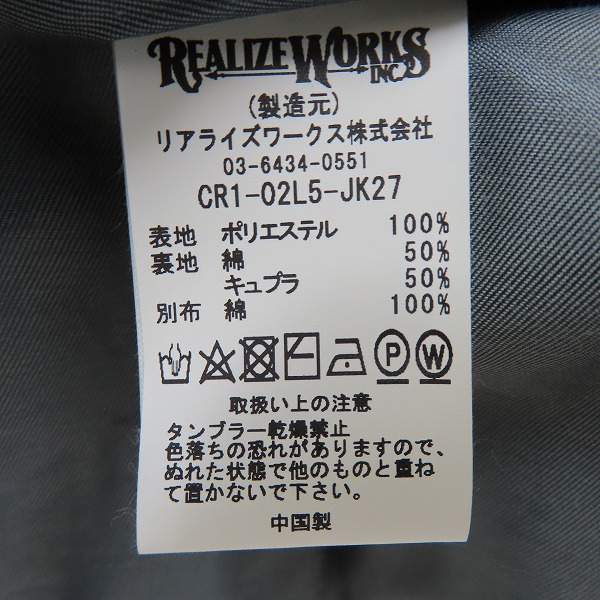 REALIZEWORKS
INC.
(製造元)
リアライズワークス株式会社
03-6434-0551
CR1-02L5-JK27
表地 ポリエステル 100%
裏地 綿 50%
キュプラ 50%
別布 綿 100%
P W
取扱い上の注意
タンブラー乾燥禁止
色落ちの恐れがありますので、
ぬれた状態で他のものと重ね
て置かないで下さい。
中国製